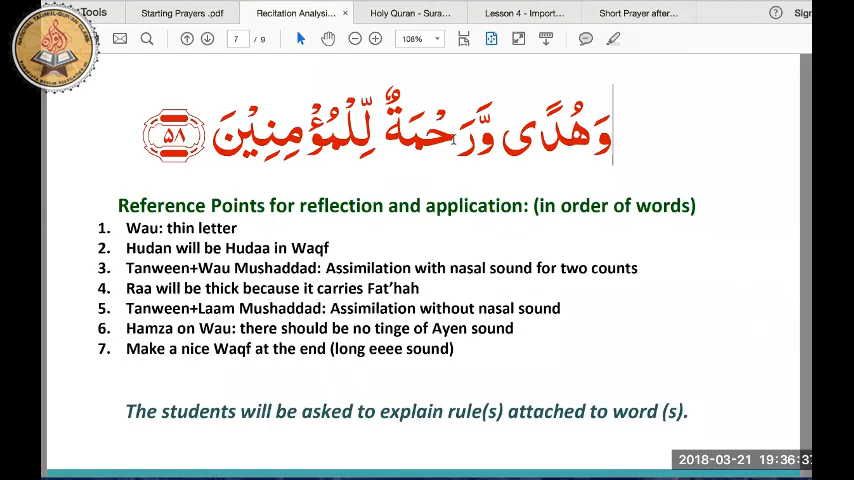 Tools
Starting Prayers .pdf
Recitation Analysi...
×
Holy Quran - Sura...
Lesson 4 - Import...
Short Prayer after...
?
Sign
7 / 9
108%
وَهُدًى وَّرَحْمَةٌ لِّلْمُؤْمِنِيْنَ ۵۸
Reference Points for reflection and application: (in order of words)
1. Wau: thin letter
2. Hudan will be Hudaa in Waqf
3. Tanween+Wau Mushaddad: Assimilation with nasal sound for two counts
4. Raa will be thick because it carries Fat’hah
5. Tanween+Laam Mushaddad: Assimilation without nasal sound
6. Hamza on Wau: there should be no tinge of Ayen sound
7. Make a nice Waqf at the end (long eeee sound)
The students will be asked to explain rule(s) attached to word (s).
2018-03-21 19:36:37